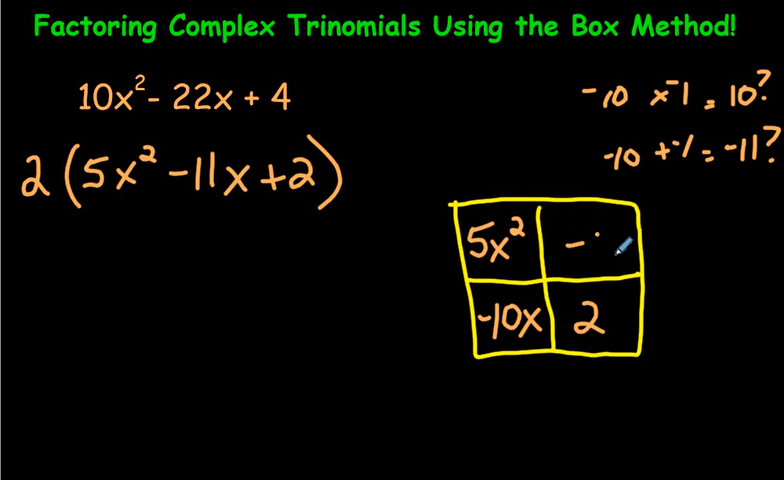 Factoring Complex Trinomials Using the Box Method!
10x² - 22x + 4
-10 x -1 = 10?
2 (5x² -11x +2)
-10 + -1 = -11?
5x² -
-10x 2